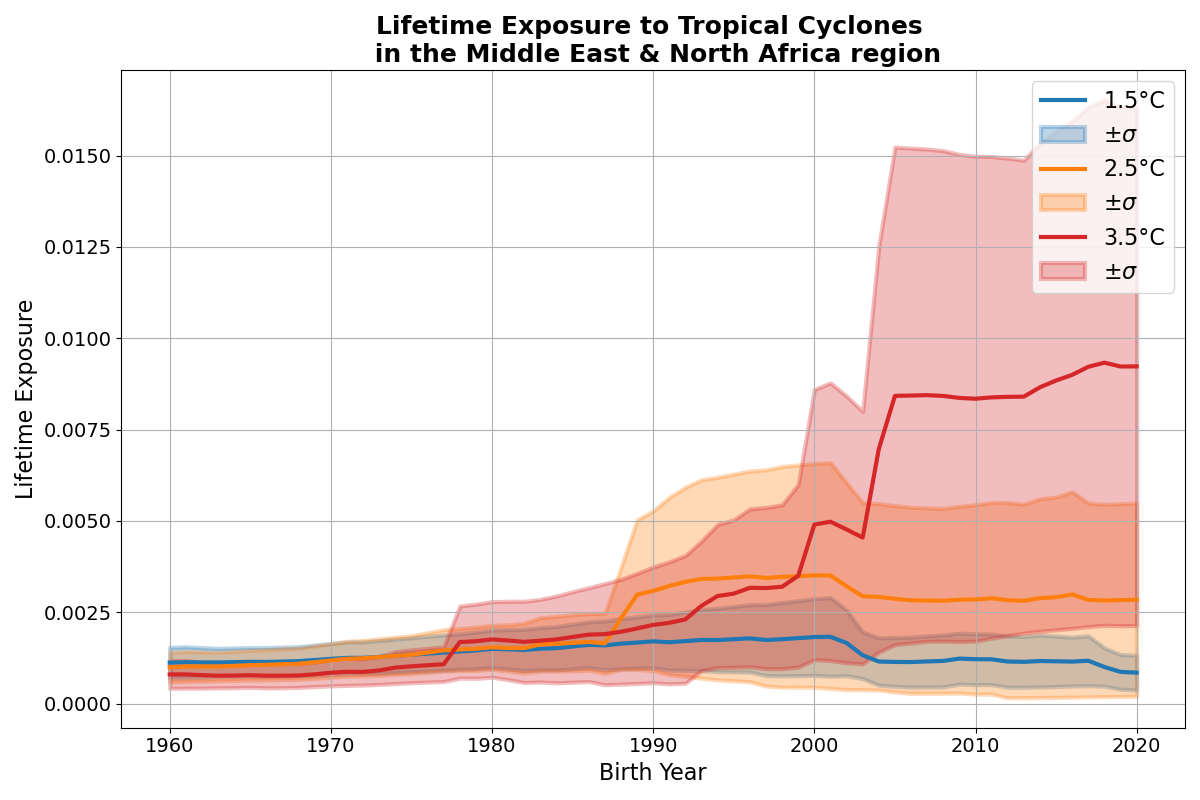 Lifetime Exposure to Tropical Cyclones
in the Middle East & North Africa region
1.5°C
±σ
2.5°C
±σ
3.5°C
±σ
0.0150
0.0125
0.0100
0.0075
0.0050
0.0025
0.0000
Lifetime Exposure
1960 1970 1980 1990 2000 2010 2020
Birth Year